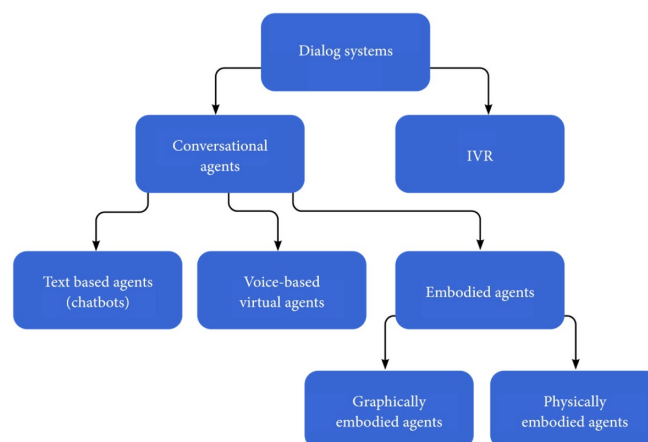 Dialog systems
Conversational
agents
IVR
Text based agents
(chatbots)
Voice-based
virtual agents
Embodied agents
Graphically
embodied agents
Physically
embodied agents